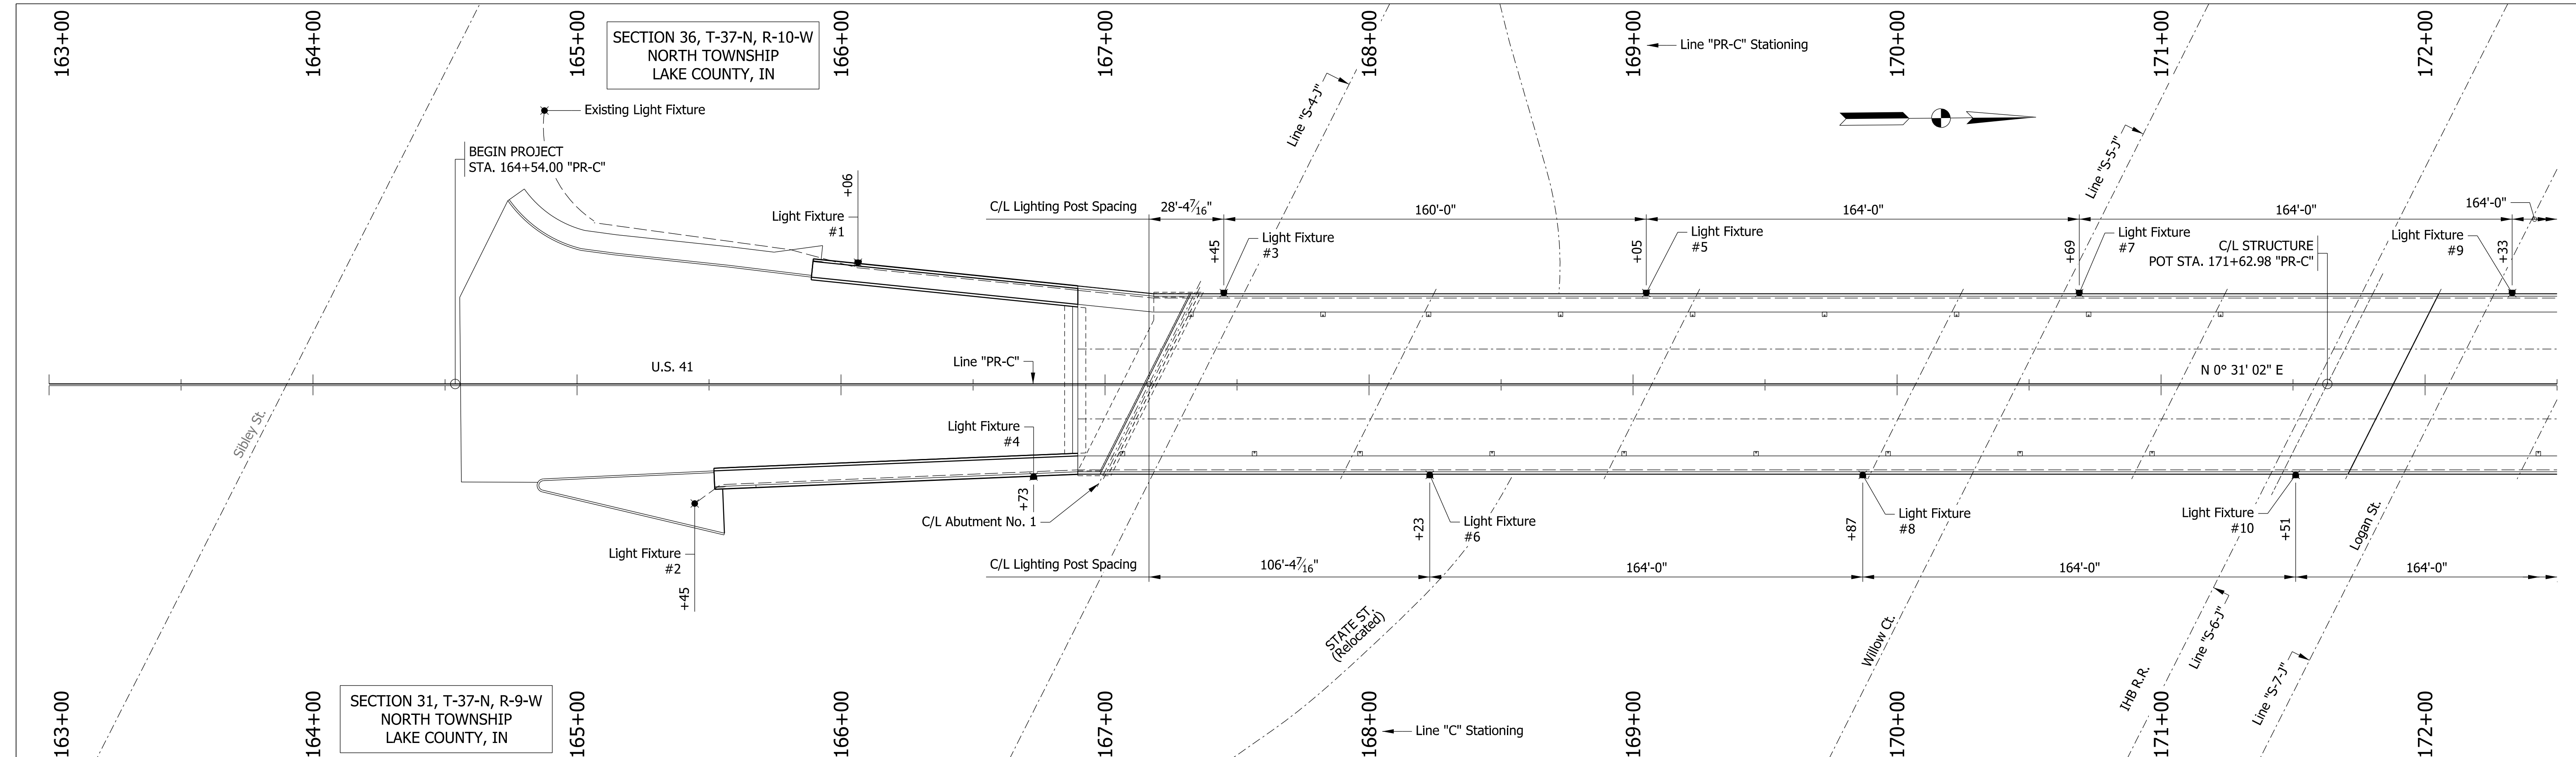 163+00
164+00
165+00
166+00
167+00
168+00
169+00
170+00
171+00
172+00
SECTION 36, T-37-N, R-10-W
NORTH TOWNSHIP
LAKE COUNTY, IN
Line "PR-C" Stationing
Existing Light Fixture
Line "S-4-J"
Line "S-5-J"
BEGIN PROJECT
STA. 164+54.00 "PR-C"
+06
Light Fixture
#1
C/L Lighting Post Spacing
28'-4 7/16"
160'-0"
164'-0"
164'-0"
164'-0"
+45
Light Fixture
#3
+05
Light Fixture
#5
+69
Light Fixture
#7
C/L STRUCTURE
POT STA. 171+62.98 "PR-C"
Light Fixture
#9
+33
U.S. 41
Line "PR-C"
N 0° 31' 02" E
Sibley St.
Light Fixture
#4
+73
C/L Abutment No. 1
Light Fixture
#2
+45
+23
Light Fixture
#6
+87
Light Fixture
#8
Light Fixture
#10
+51
Logan St.
C/L Lighting Post Spacing
106'-4 7/16"
164'-0"
164'-0"
164'-0"
STATE ST.
(Relocated)
Willow Ct.
IHB R.R.
Line "S-6-J"
Line "S-7-J"
SECTION 31, T-37-N, R-9-W
NORTH TOWNSHIP
LAKE COUNTY, IN
Line "C" Stationing
163+00
164+00
165+00
166+00
167+00
168+00
169+00
170+00
171+00
172+00